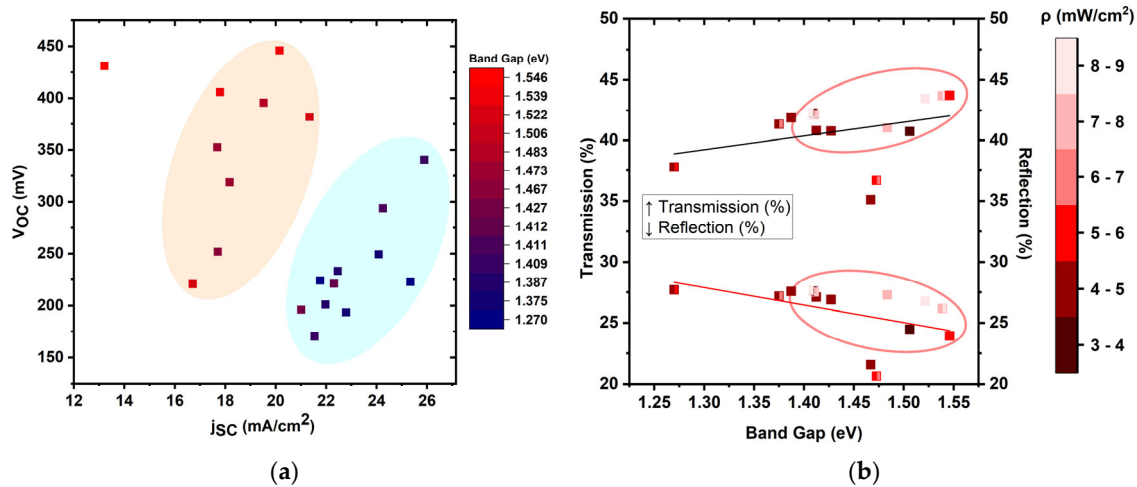 (a)
450
400
350
300
250
200
150
V_OC (mV)
12 14 16 18 20 22 24 26
j_SC (mA/cm²)
Band Gap (eV)
1.546
1.539
1.522
1.506
1.483
1.473
1.467
1.427
1.412
1.411
1.409
1.387
1.375
1.270
(b)
50
45
40
35
30
25
20
Transmission (%)
↑ Transmission (%)
↓ Reflection (%)
1.25 1.30 1.35 1.40 1.45 1.50 1.55
Band Gap (eV)
50
45
40
35
30
25
20
Reflection (%)
ρ (mW/cm²)
8 - 9
7 - 8
6 - 7
5 - 6
4 - 5
3 - 4
(a)
(b)